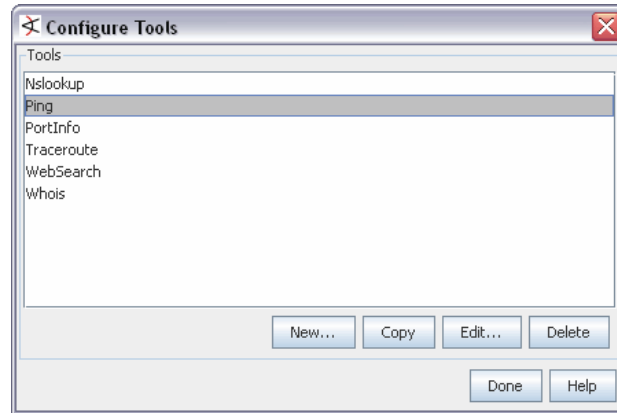 Configure Tools
Tools
Nslookup
Ping
PortInfo
Traceroute
WebSearch
Whois
New... Copy Edit... Delete
Done Help